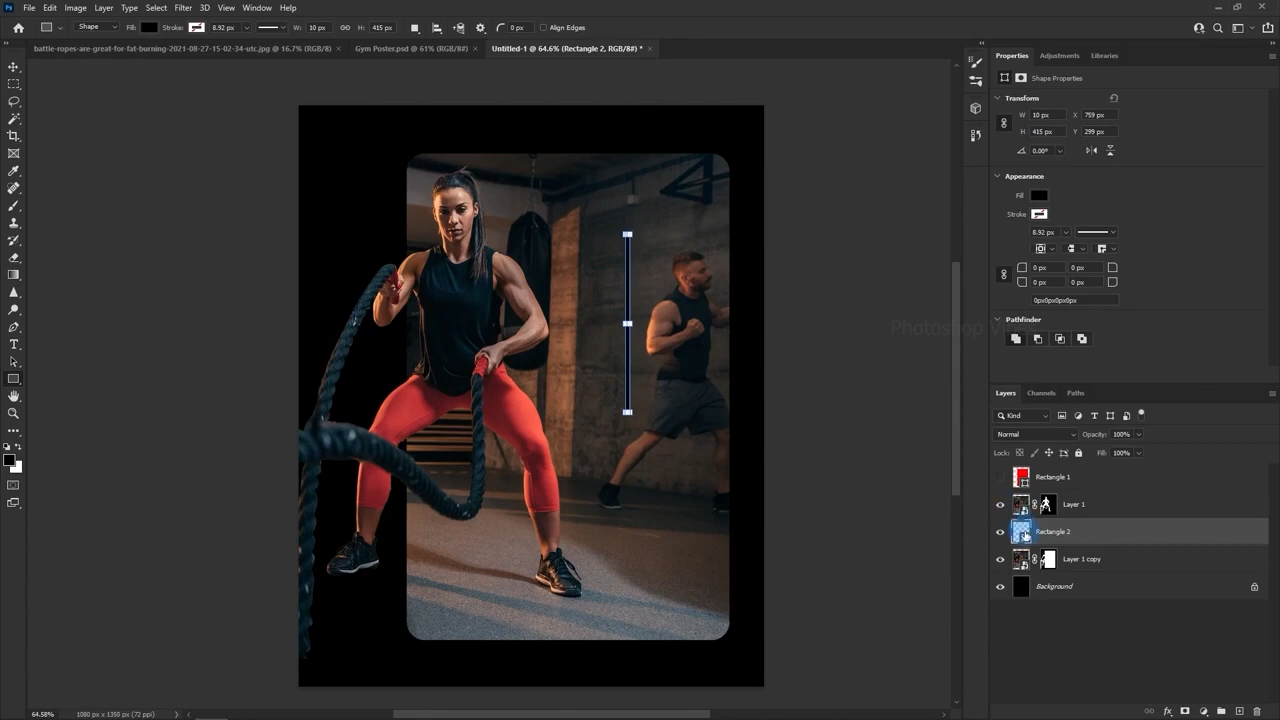 File Edit Image Layer Type Select Filter 3D View Window Help
Shape Fill: Stroke: 8.92 px W: 10 px H: 415 px 0 px Align Edges
battle-ropes-are-great-for-fat-burning-2021-08-27-15-02-34-utc.jpg @ 16.7% (RGB/8) × Gym Poster.psd @ 61% (RGB/8#) × Untitled-1 @ 64.6% (Rectangle 2, RGB/8#) * ×
Properties Adjustments Libraries
Shape Properties
Transform
W 10 px X 759 px
H 415 px Y 299 px
0.00°
Appearance
Fill
Stroke
8.92 px
0 px 0 px
0 px 0 px
0px0px0px0px
Pathfinder
Photoshop
Layers Channels Paths
Kind
Normal Opacity: 100%
Lock: Fill: 100%
Rectangle 1
Layer 1
Rectangle 2
Layer 1 copy
Background
64.58% 1080 px x 1350 px (72 ppi)